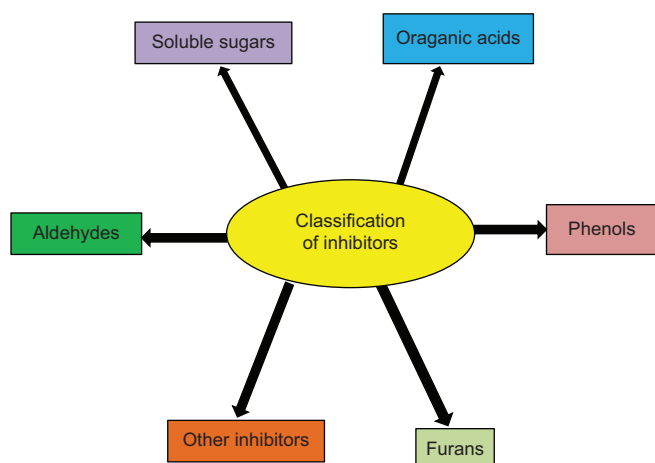 Soluble sugars
Oraganic acids
Classification
of inhibitors
Aldehydes
Phenols
Other inhibitors
Furans